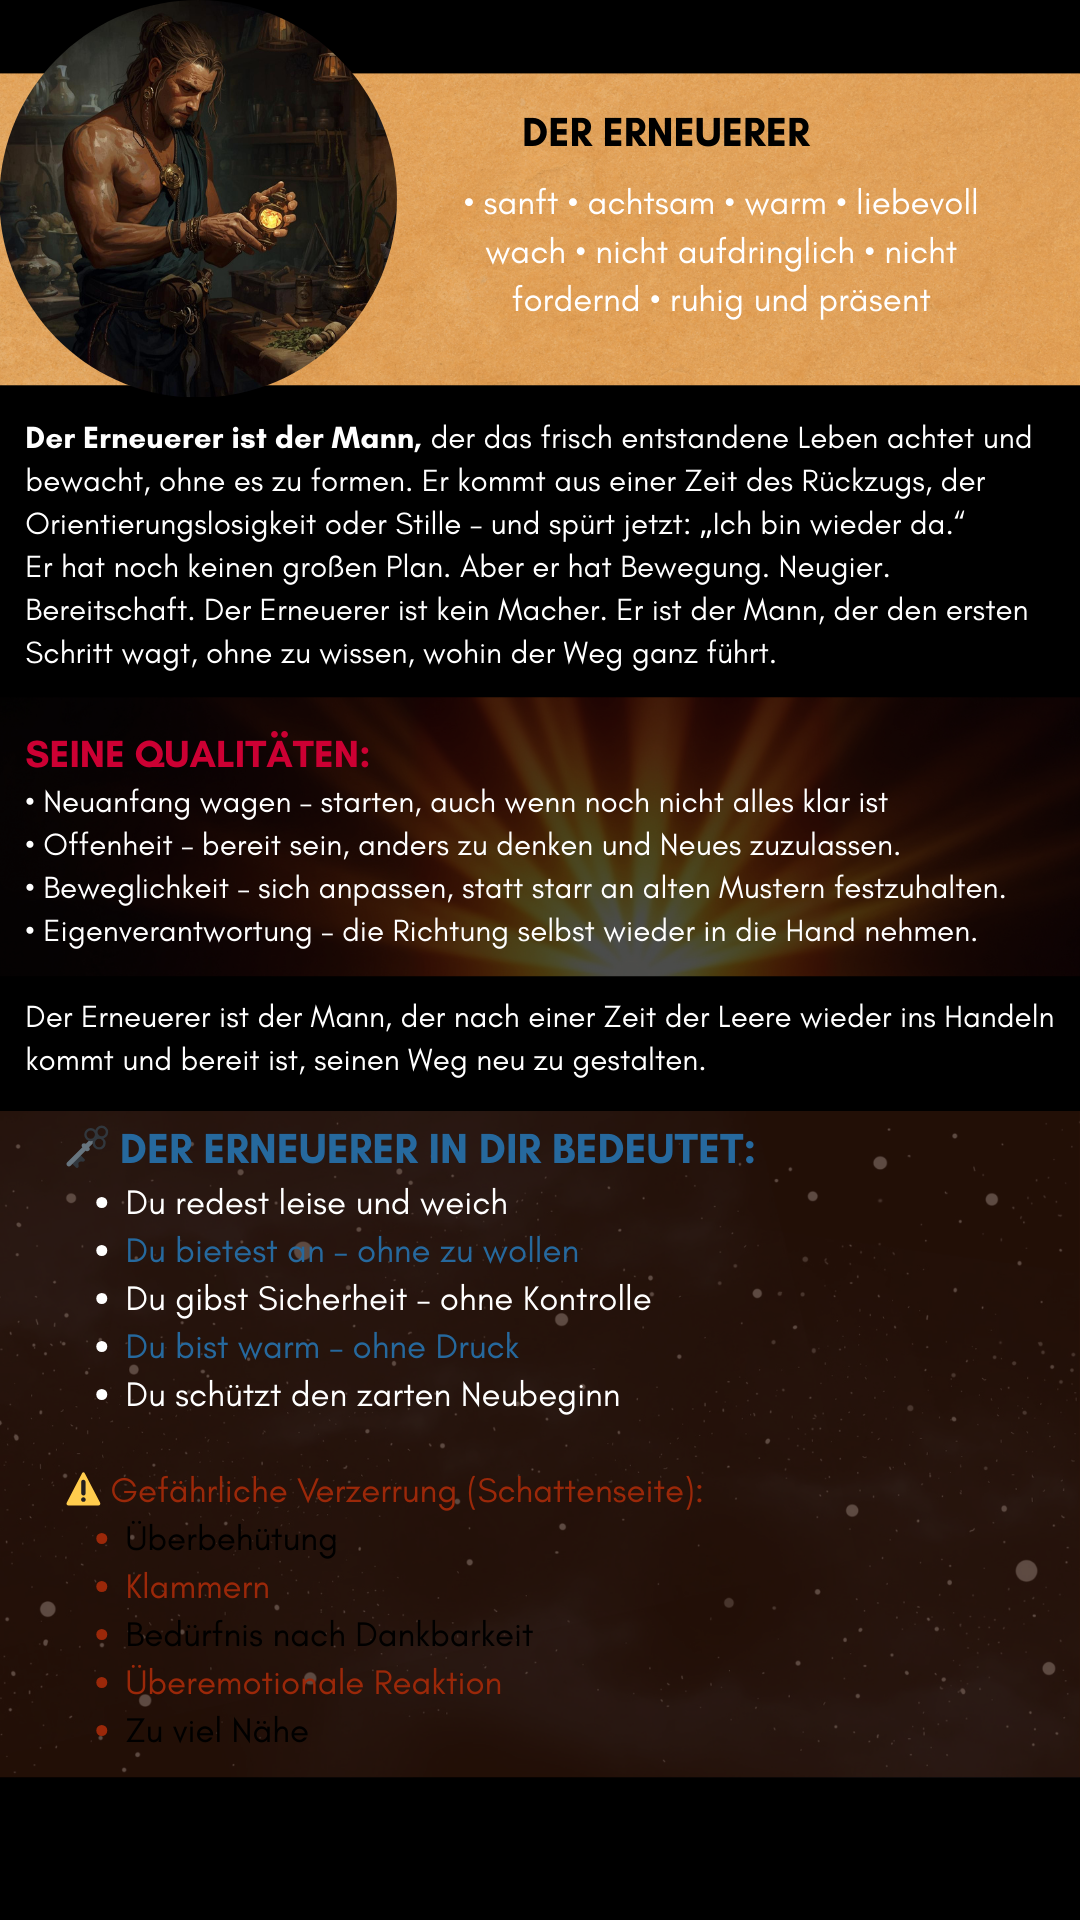 DER ERNEUERER
• sanft • achtsam • warm • liebevoll
wach • nicht aufdringlich • nicht
fordernd • ruhig und präsent
Der Erneuerer ist der Mann, der das frisch entstandene Leben achtet und
bewacht, ohne es zu formen. Er kommt aus einer Zeit des Rückzugs, der
Orientierungslosigkeit oder Stille – und spürt jetzt: „Ich bin wieder da.“
Er hat noch keinen großen Plan. Aber er hat Bewegung. Neugier.
Bereitschaft. Der Erneuerer ist kein Macher. Er ist der Mann, der den ersten
Schritt wagt, ohne zu wissen, wohin der Weg ganz führt.
SEINE QUALITÄTEN:
• Neuanfang wagen – starten, auch wenn noch nicht alles klar ist
• Offenheit – bereit sein, anders zu denken und Neues zuzulassen.
• Beweglichkeit – sich anpassen, statt starr an alten Mustern festzuhalten.
• Eigenverantwortung – die Richtung selbst wieder in die Hand nehmen.
Der Erneuerer ist der Mann, der nach einer Zeit der Leere wieder ins Handeln
kommt und bereit ist, seinen Weg neu zu gestalten.
🗝️ DER ERNEUERER IN DIR BEDEUTET:
• Du redest leise und weich
• Du bietest an – ohne zu wollen
• Du gibst Sicherheit – ohne Kontrolle
• Du bist warm – ohne Druck
• Du schützt den zarten Neubeginn
⚠️ Gefährliche Verzerrung (Schattenseite):
• Überbehütung
• Klammern
• Bedürfnis nach Dankbarkeit
• Überemotionale Reaktion
• Zu viel Nähe